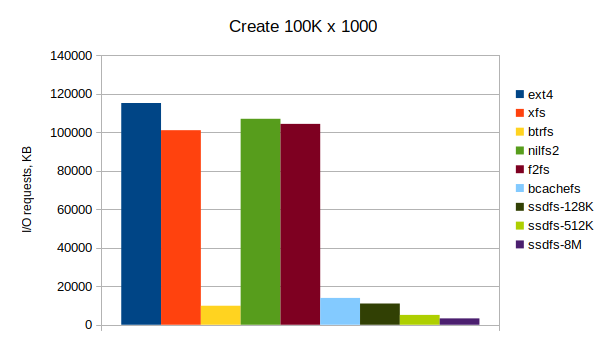 Create 100K x 1000
140000
120000
100000
80000
60000
40000
20000
0
I/O requests, KB
ext4
xfs
btrfs
nilfs2
f2fs
bcachefs
ssdfs-128K
ssdfs-512K
ssdfs-8M